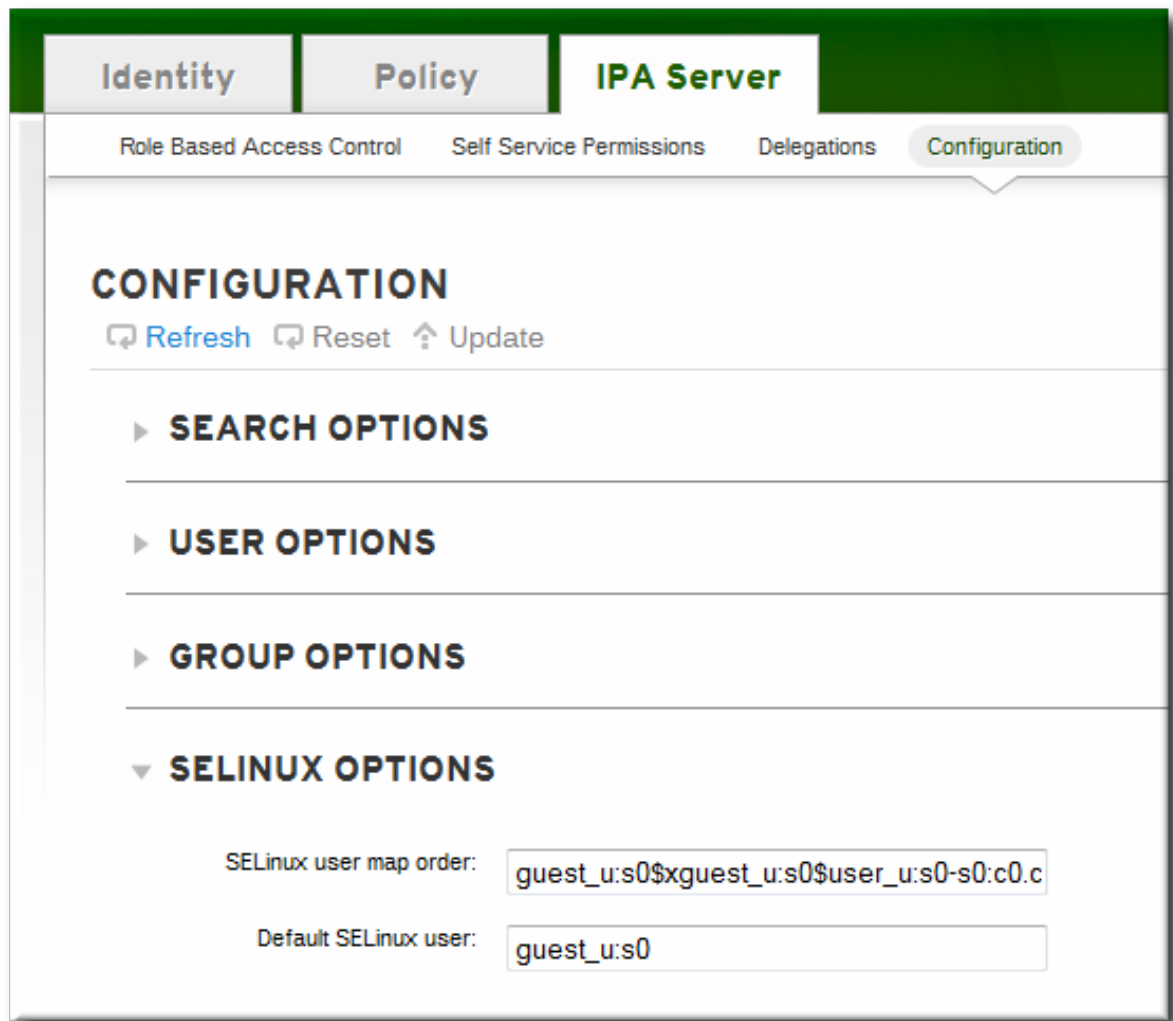 Identity Policy IPA Server
Role Based Access Control Self Service Permissions Delegations Configuration
CONFIGURATION
Refresh Reset Update
SEARCH OPTIONS
USER OPTIONS
GROUP OPTIONS
SELINUX OPTIONS
SELinux user map order: guest_u:s0$xguest_u:s0$user_u:s0-s0:c0.c
Default SELinux user: guest_u:s0